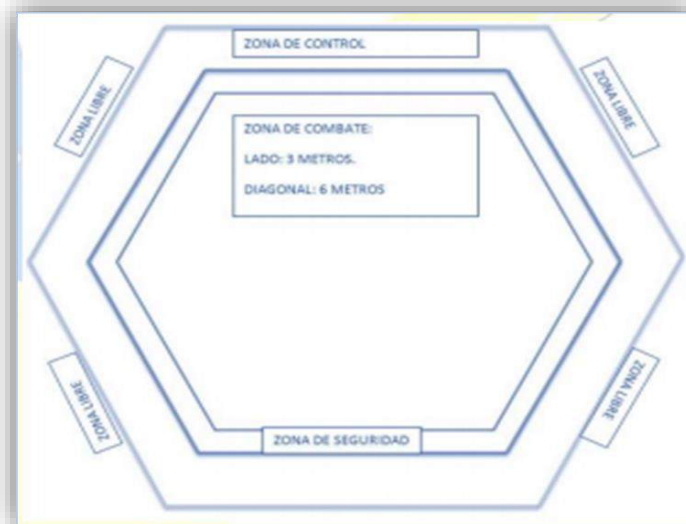 ZONA DE CONTROL
ZONA LIBRE
ZONA LIBRE
ZONA DE COMBATE:
LADO: 3 METROS.
DIAGONAL: 6 METROS
ZONA LIBRE
ZONA LIBRE
ZONA DE SEGURIDAD